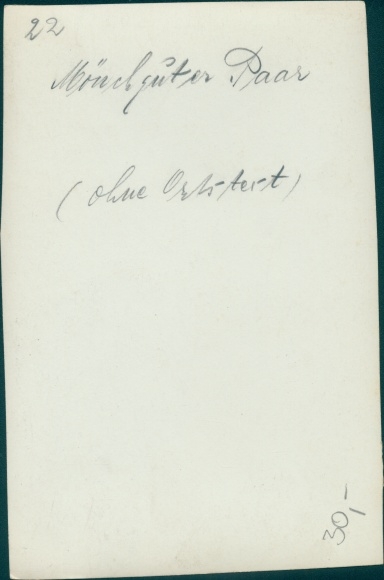 22
Mönchguter Paar
(ohne Ortstext)
30,-